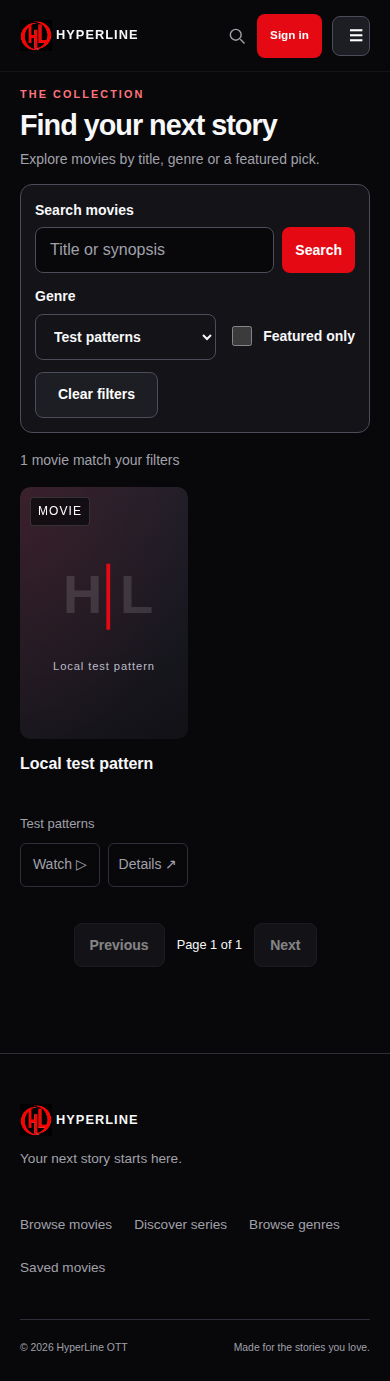 HL HYPERLINE
Sign in
THE COLLECTION
Find your next story
Explore movies by title, genre or a featured pick.
Search movies
Title or synopsis
Search
Genre
Test patterns
Featured only
Clear filters
1 movie match your filters
MOVIE
H|L
Local test pattern
Local test pattern
Test patterns
Watch ▷
Details ↗
Previous
Page 1 of 1
Next
HL HYPERLINE
Your next story starts here.
Browse movies Discover series Browse genres
Saved movies
© 2026 HyperLine OTT
Made for the stories you love.